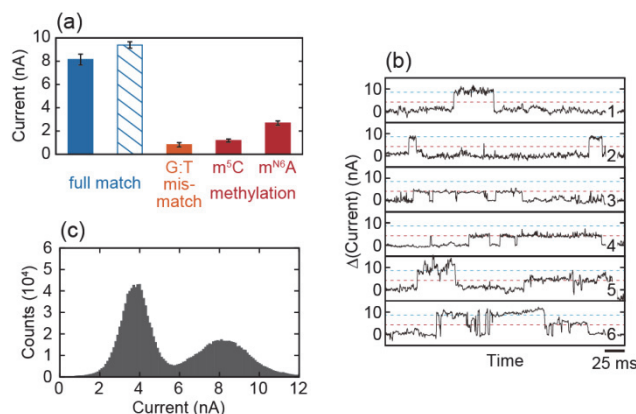 (a)
Current (nA)
10
8
6
4
2
0
full match
G:T
mis-
match
m⁵C
mᴺ⁶A
methylation
(b)
Δ(Current) (nA)
10
0
1
10
0
2
10
0
3
10
0
4
10
0
5
10
0
6
Time
25 ms
(c)
Counts (10⁴)
5
4
3
2
1
0
0 2 4 6 8 10 12
Current (nA)